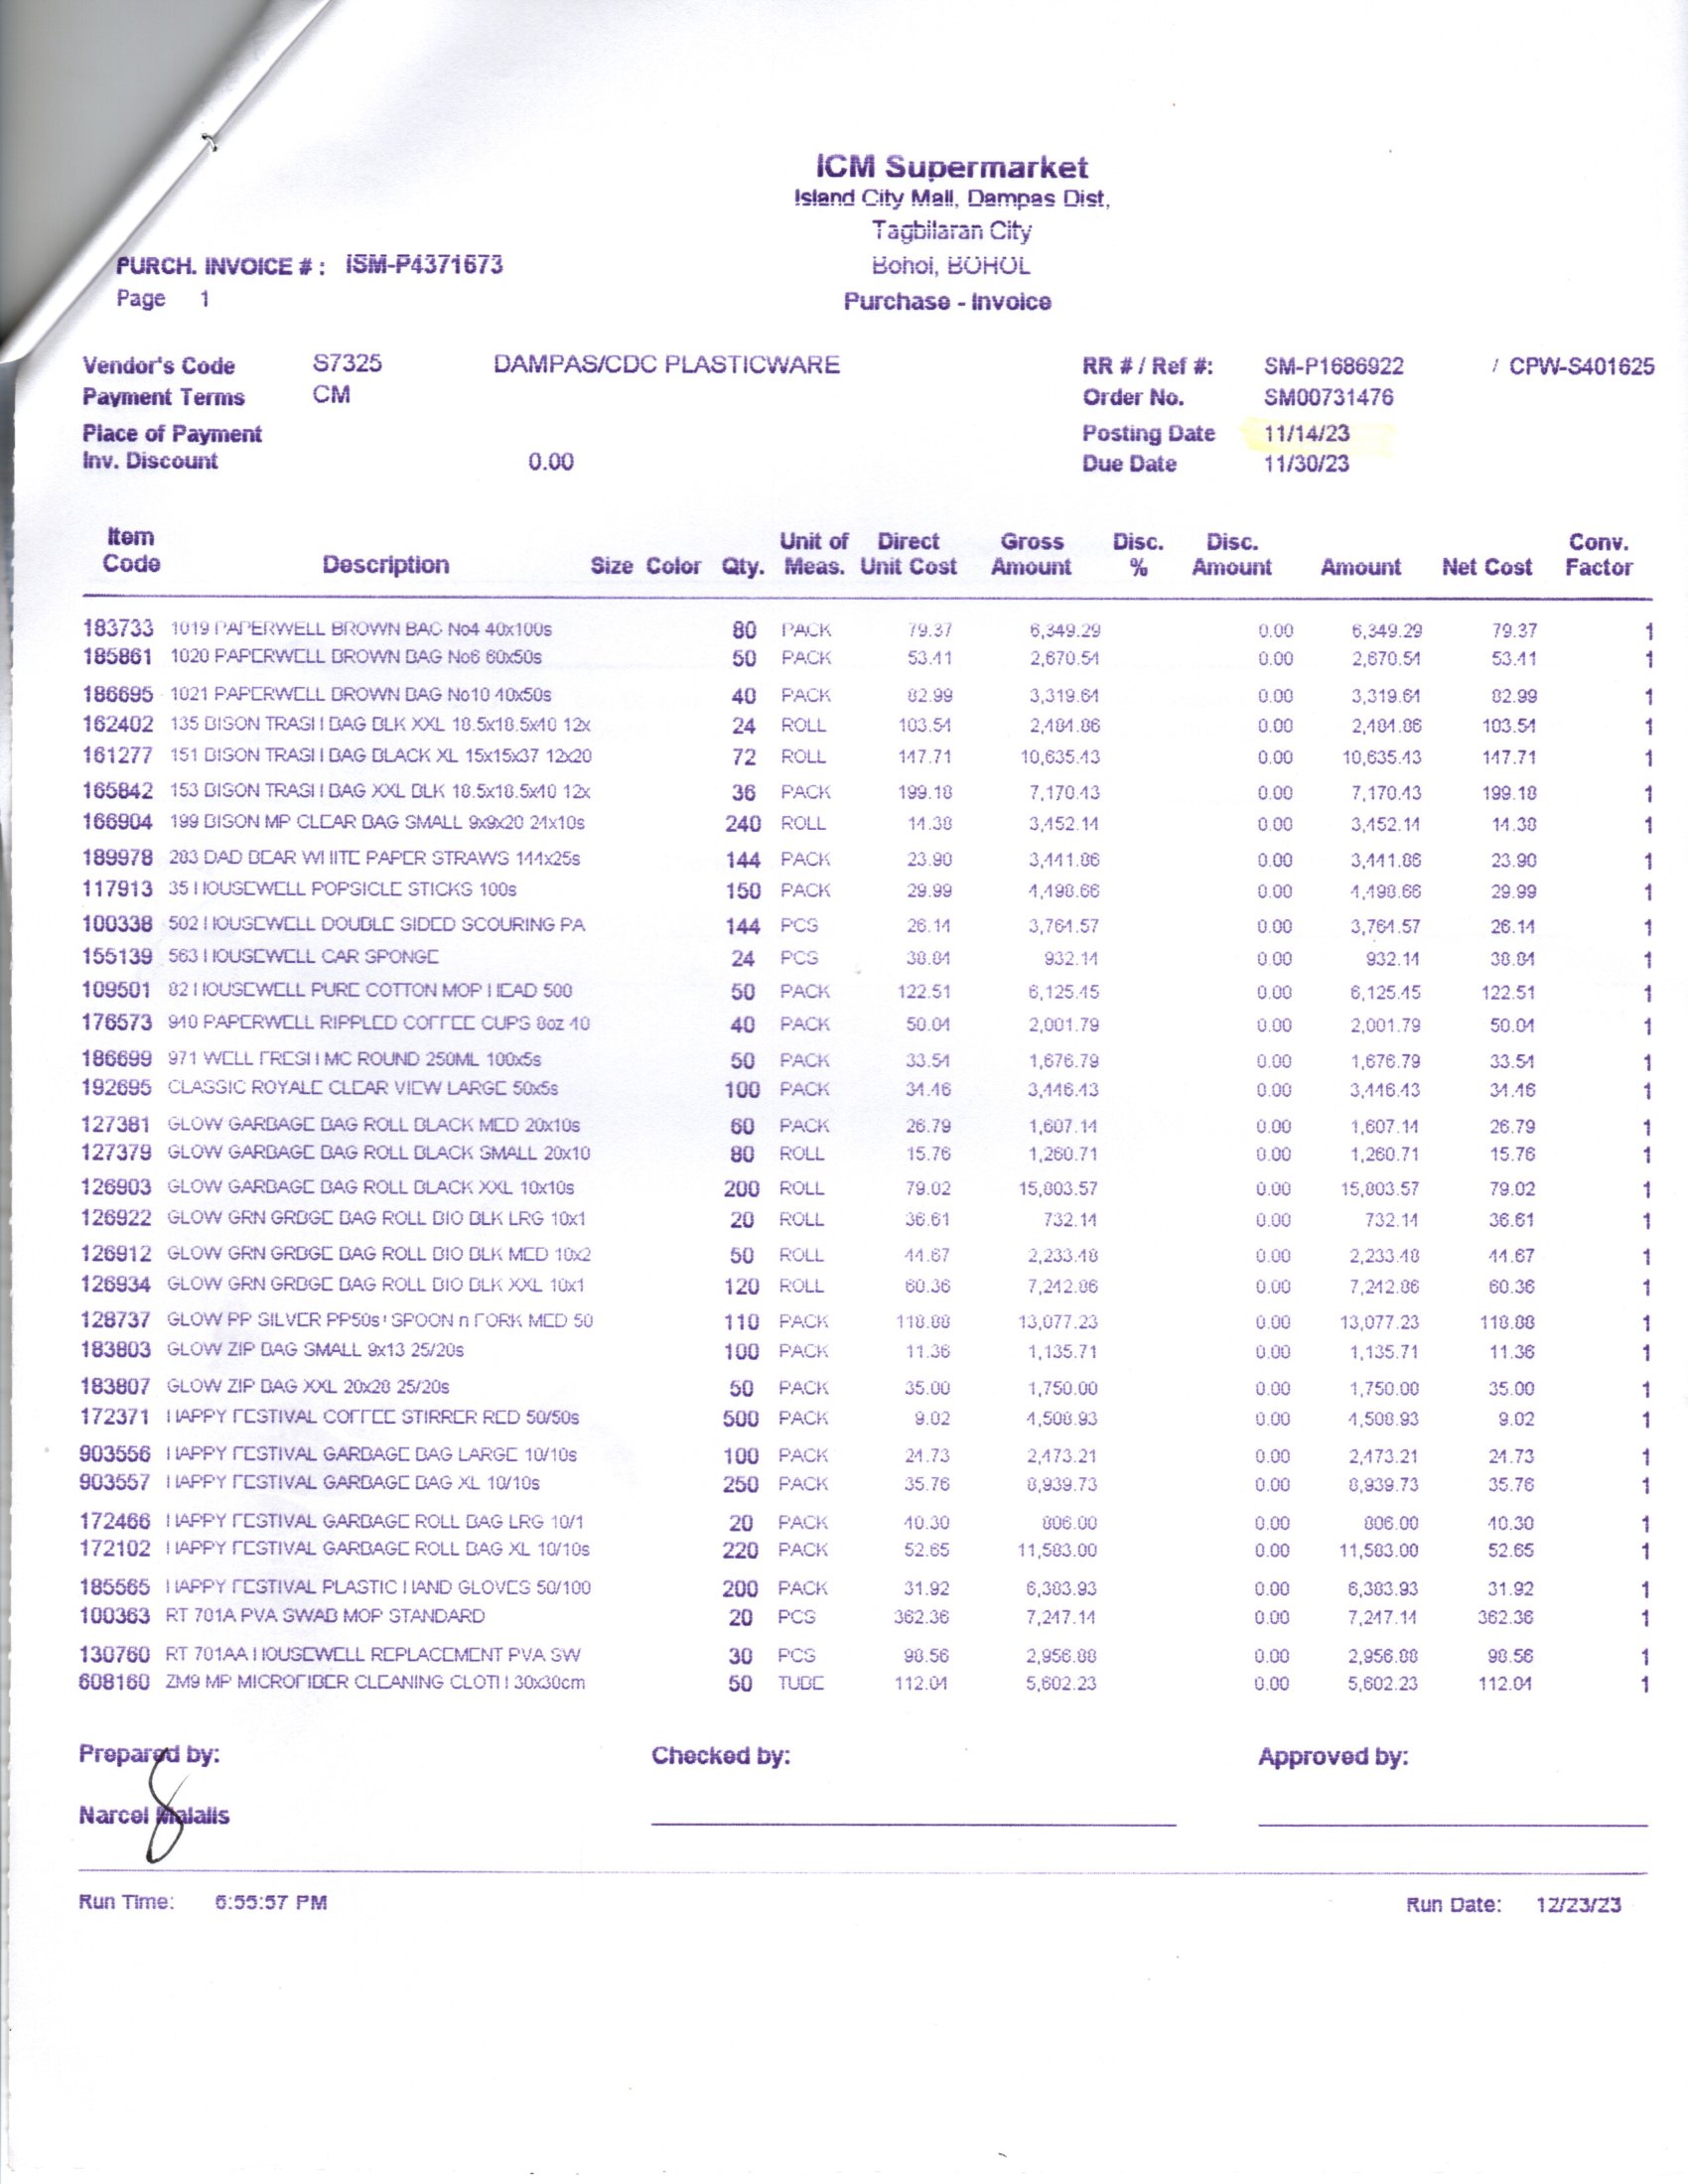 ICM Supermarket
Island City Mall, Dampas Dist,
Tagbilaran City
Bohol, BOHOL
PURCH. INVOICE # : ISM-P4371673
Page 1
Purchase - Invoice
Vendor's Code S7325 DAMPAS/CDC PLASTICWARE RR # / Ref #: SM-P1686922 / CPW-S401625
Payment Terms CM Order No. SM00731476
Place of Payment Posting Date 11/14/23
Inv. Discount 0.00 Due Date 11/30/23
Item Code Description Size Color Qty. Unit of Meas. Direct Unit Cost Gross Amount Disc. % Disc. Amount Amount Net Cost Conv. Factor
183733 1019 PAPERWELL BROWN BAG No4 40x100s 80 PACK 79.37 6,349.29 0.00 6,349.29 79.37 1
185861 1020 PAPERWELL BROWN BAG No6 60x50s 50 PACK 53.41 2,670.54 0.00 2,670.54 53.41 1
186695 1021 PAPERWELL BROWN BAG No10 40x50s 40 PACK 82.99 3,319.64 0.00 3,319.64 82.99 1
162402 135 BISON TRASH BAG BLK XXL 18.5x18.5x40 12x 24 ROLL 103.54 2,484.86 0.00 2,484.86 103.54 1
161277 151 BISON TRASH BAG BLACK XL 15x15x37 12x20 72 ROLL 147.71 10,635.43 0.00 10,635.43 147.71 1
165842 153 BISON TRASH BAG XXL BLK 18.5x18.5x40 12x 36 PACK 199.18 7,170.43 0.00 7,170.43 199.18 1
166904 199 BISON MP CLEAR BAG SMALL 9x9x20 24x10s 240 ROLL 14.38 3,452.14 0.00 3,452.14 14.38 1
189978 283 DAD BEAR WHITE PAPER STRAWS 144x25s 144 PACK 23.90 3,441.86 0.00 3,441.86 23.90 1
117913 35 HOUSEWELL POPSICLE STICKS 100s 150 PACK 29.99 4,498.66 0.00 4,498.66 29.99 1
100338 502 HOUSEWELL DOUBLE SIDED SCOURING PA 144 PCS 26.14 3,764.57 0.00 3,764.57 26.14 1
155139 563 HOUSEWELL CAR SPONGE 24 PCS 38.84 932.14 0.00 932.14 38.84 1
109501 82 HOUSEWELL PURE COTTON MOP HEAD 500 50 PACK 122.51 6,125.45 0.00 6,125.45 122.51 1
176573 940 PAPERWELL RIPPLED COFFEE CUPS 8oz 40 40 PACK 50.04 2,001.79 0.00 2,001.79 50.04 1
186699 971 WELL FRESH MC ROUND 250ML 100x5s 50 PACK 33.54 1,676.79 0.00 1,676.79 33.54 1
192695 CLASSIC ROYALE CLEAR VIEW LARGE 50x5s 100 PACK 34.46 3,446.43 0.00 3,446.43 34.46 1
127381 GLOW GARBAGE BAG ROLL BLACK MED 20x10s 60 PACK 26.79 1,607.14 0.00 1,607.14 26.79 1
127379 GLOW GARBAGE BAG ROLL BLACK SMALL 20x10 80 ROLL 15.76 1,260.71 0.00 1,260.71 15.76 1
126903 GLOW GARBAGE BAG ROLL BLACK XXL 10x10s 200 ROLL 79.02 15,803.57 0.00 15,803.57 79.02 1
126922 GLOW GRN GRBGE BAG ROLL BIO BLK LRG 10x1 20 ROLL 36.61 732.14 0.00 732.14 36.61 1
126912 GLOW GRN GRBGE BAG ROLL BIO BLK MED 10x2 50 ROLL 44.67 2,233.48 0.00 2,233.48 44.67 1
126934 GLOW GRN GRBGE BAG ROLL BIO BLK XXL 10x1 120 ROLL 60.36 7,242.86 0.00 7,242.86 60.36 1
128737 GLOW PP SILVER PP50s' SPOON n FORK MED 50 110 PACK 118.88 13,077.23 0.00 13,077.23 118.88 1
183803 GLOW ZIP BAG SMALL 9x13 25/20s 100 PACK 11.36 1,135.71 0.00 1,135.71 11.36 1
183807 GLOW ZIP BAG XXL 20x28 25/20s 50 PACK 35.00 1,750.00 0.00 1,750.00 35.00 1
172371 HAPPY FESTIVAL COFFEE STIRRER RED 50/50s 500 PACK 9.02 4,508.93 0.00 4,508.93 9.02 1
903556 HAPPY FESTIVAL GARBAGE BAG LARGE 10/10s 100 PACK 24.73 2,473.21 0.00 2,473.21 24.73 1
903557 HAPPY FESTIVAL GARBAGE BAG XL 10/10s 250 PACK 35.76 8,939.73 0.00 8,939.73 35.76 1
172466 HAPPY FESTIVAL GARBAGE ROLL BAG LRG 10/1 20 PACK 40.30 806.00 0.00 806.00 40.30 1
172102 HAPPY FESTIVAL GARBAGE ROLL BAG XL 10/10s 220 PACK 52.65 11,583.00 0.00 11,583.00 52.65 1
185565 HAPPY FESTIVAL PLASTIC HAND GLOVES 50/100 200 PACK 31.92 6,383.93 0.00 6,383.93 31.92 1
100363 RT 701A PVA SWAB MOP STANDARD 20 PCS 362.36 7,247.14 0.00 7,247.14 362.36 1
130760 RT 701AA HOUSEWELL REPLACEMENT PVA SW 30 PCS 98.56 2,956.88 0.00 2,956.88 98.56 1
608160 ZM9 MP MICROFIBER CLEANING CLOTH 30x30cm 50 TUBE 112.04 5,602.23 0.00 5,602.23 112.04 1
Prepared by: Checked by: Approved by:
Narcel Malalis
Run Time: 6:55:57 PM Run Date: 12/23/23